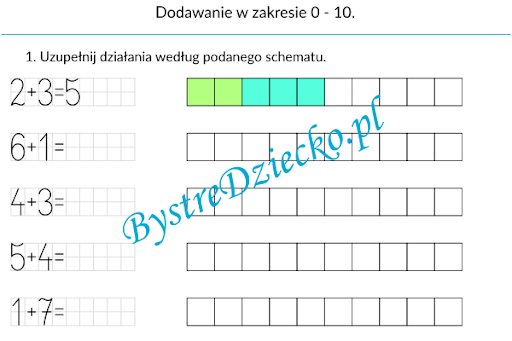 Dodawanie w zakresie 0 - 10.
1. Uzupełnij działania według podanego schematu.
2+3=5
6+1=
4+3=
5+4=
1+7=
BystreDziecko.pl